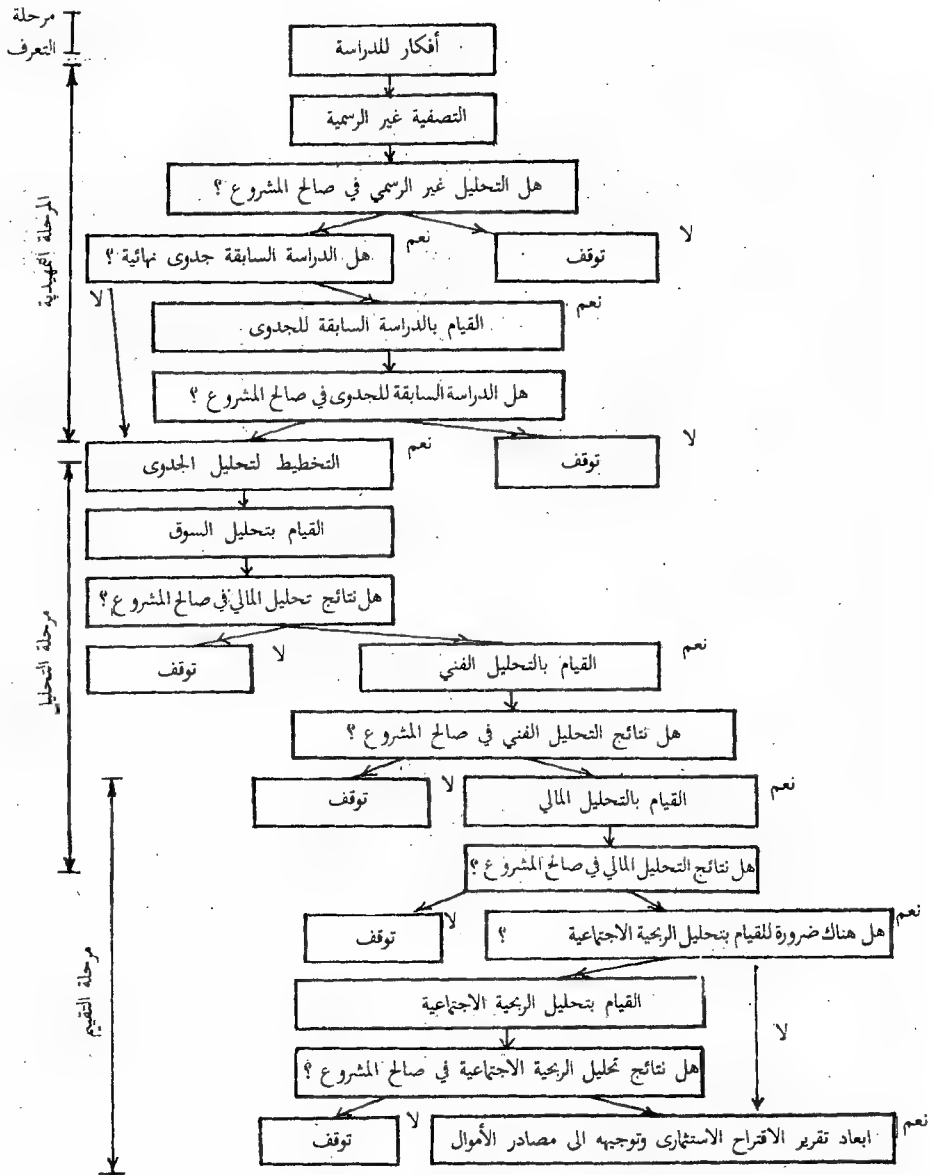 مرحلة
التعرف
أفكار للدراسة
التصفية غير الرسمية
هل التحليل غير الرسمي في صالح المشروع ؟
المرحلة التمهيدية
لا
توقف
نعم
هل الدراسة السابقة جدوى نهائية ؟
لا
نعم
القيام بالدراسة السابقة للجدوى
هل الدراسة السابقة للجدوى في صالح المشروع ؟
لا
توقف
نعم
التخطيط لتحليل الجدوى
القيام بتحليل السوق
هل نتائج تحليل المالي في صالح المشروع ؟
مرحلة التحليل
نعم
القيام بالتحليل الفني
لا
توقف
هل نتائج التحليل الفني في صالح المشروع ؟
نعم
القيام بالتحليل المالي
لا
توقف
هل نتائج التحليل المالي في صالح المشروع ؟
مرحلة التقييم
نعم
هل هناك ضرورة للقيام بتحليل الربحية الاجتماعية ؟
لا
توقف
القيام بتحليل الربحية الاجتماعية
لا
هل نتائج تحليل الربحية الاجتماعية في صالح المشروع ؟
نعم
ابعاد تقرير الاقتراح الاستثمارى وتوجيهه الى مصادر الأموال
لا
توقف